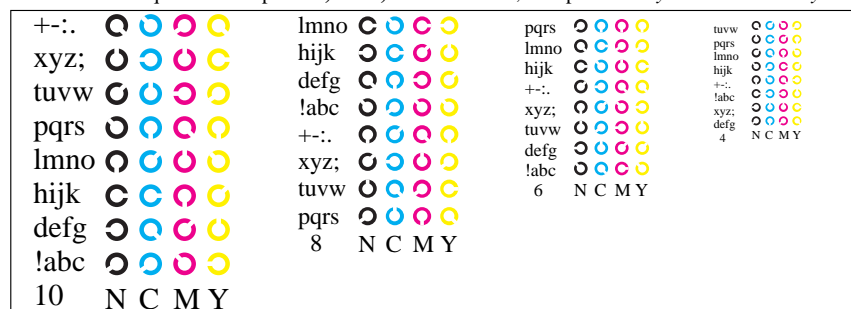 +-:.
xyz;
tuvw
pqrs
lmno
hijk
defg
!abc
10 N C M Y
lmno
hijk
defg
!abc
+-:.
xyz;
tuvw
pqrs
8 N C M Y
pqrs
lmno
hijk
+-:.
xyz;
tuvw
defg
!abc
6 N C M Y
tuvw
pqrs
lmno
hijk
+-:.
!abc
xyz;
defg
4 N C M Y